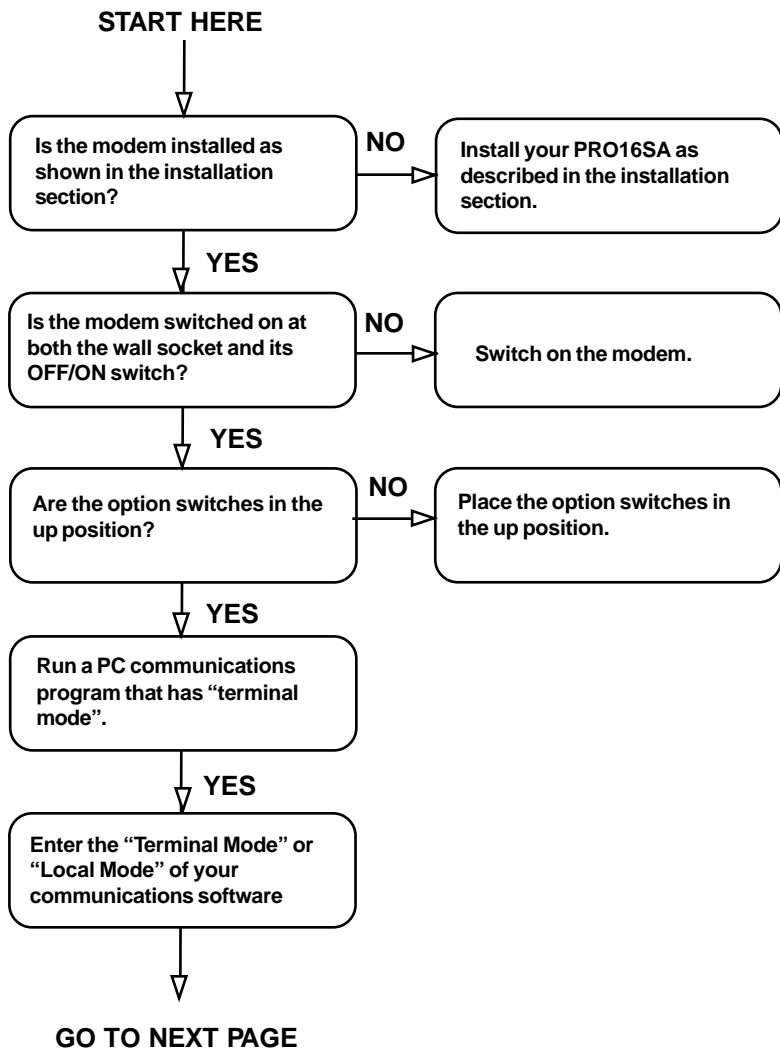 START HERE
Is the modem installed as
shown in the installation
section?
NO
Install your PRO16SA as
described in the installation
section.
YES
Is the modem switched on at
both the wall socket and its
OFF/ON switch?
NO
Switch on the modem.
YES
Are the option switches in the
up position?
NO
Place the option switches in
the up position.
YES
Run a PC communications
program that has “terminal
mode”.
YES
Enter the “Terminal Mode” or
“Local Mode” of your
communications software
GO TO NEXT PAGE